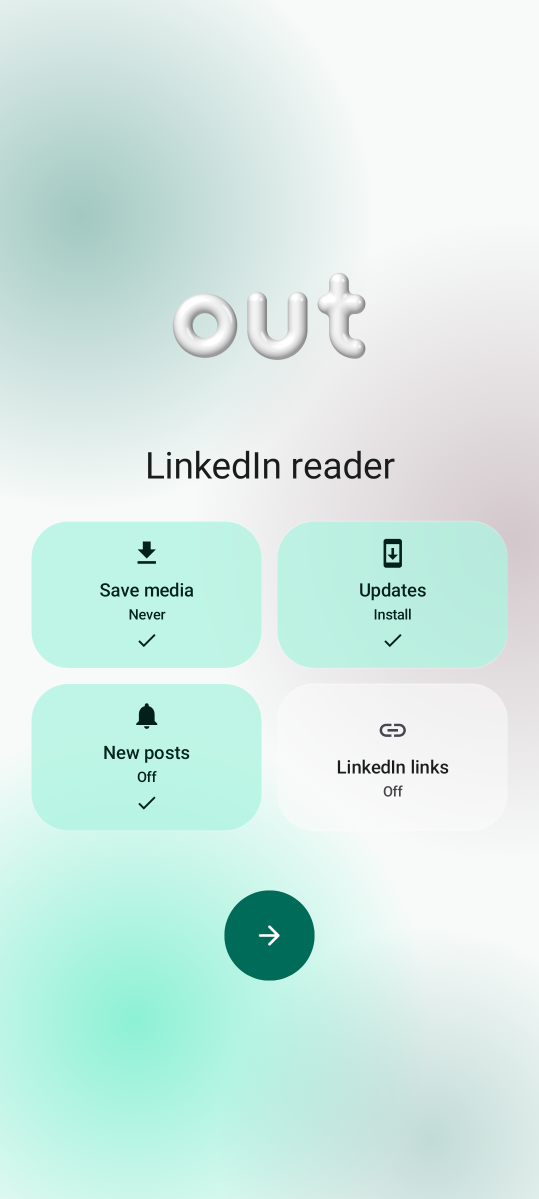 out
LinkedIn reader
Save media
Never
Updates
Install
New posts
Off
LinkedIn links
Off